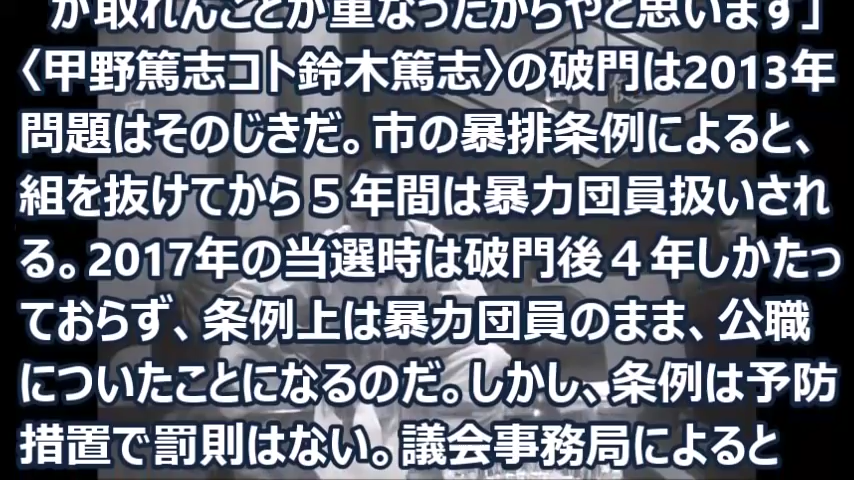 が取れんことが重なったからやと思います」
〈甲野篤志コト鈴木篤志〉の破門は2013年
問題はそのじきだ。市の暴排条例によると、
組を抜けてから５年間は暴力団員扱いされ
る。2017年の当選時は破門後４年しかたっ
ておらず、条例上は暴力団員のまま、公職
についたことになるのだ。しかし、条例は予防
措置で罰則はない。議会事務局によると